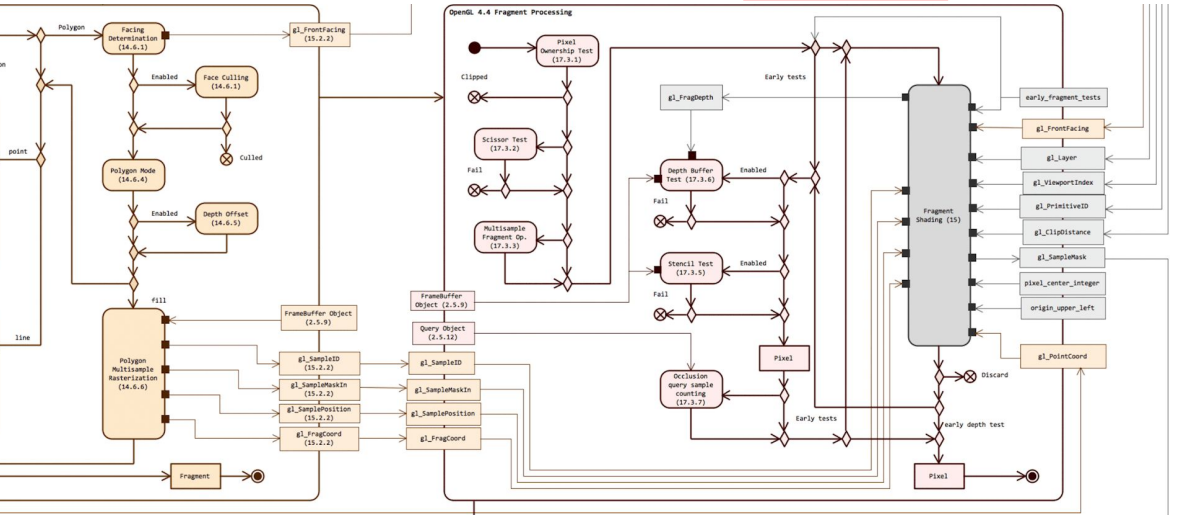 OpenGL 4.4 Fragment Processing
Polygon
Facing
Determination
(14.6.1)
gl_FrontFacing
(15.2.2)
Enabled
Face Culling
(14.6.1)
Culled
point
Polygon Mode
(14.6.4)
Enabled
Depth Offset
(14.6.5)
fill
line
Polygon
Multisample
Rasterization
(14.6.6)
FrameBuffer Object
(2.5.9)
gl_SampleID
(15.2.2)
gl_SampleMaskIn
(15.2.2)
gl_SamplePosition
(15.2.2)
gl_FragCoord
(15.2.2)
Fragment
Pixel
Ownership Test
(17.3.1)
Clipped
Scissor Test
(17.3.2)
Fail
Multisample
Fragment Op.
(17.3.3)
FrameBuffer
Object (2.5.9)
Query Object
(2.5.12)
gl_SampleID
gl_SampleMaskIn
gl_SamplePosition
gl_FragCoord
Early tests
gl_FragDepth
Depth Buffer
Test (17.3.6)
Enabled
Fail
Stencil Test
(17.3.5)
Enabled
Fail
Pixel
Occlusion
query sample
counting
(17.3.7)
Early tests
Fragment
Shading (15)
early_fragment_tests
gl_FrontFacing
gl_Layer
gl_ViewportIndex
gl_PrimitiveID
gl_ClipDistance
gl_SampleMask
pixel_center_integer
origin_upper_left
gl_PointCoord
Discard
early depth test
Pixel